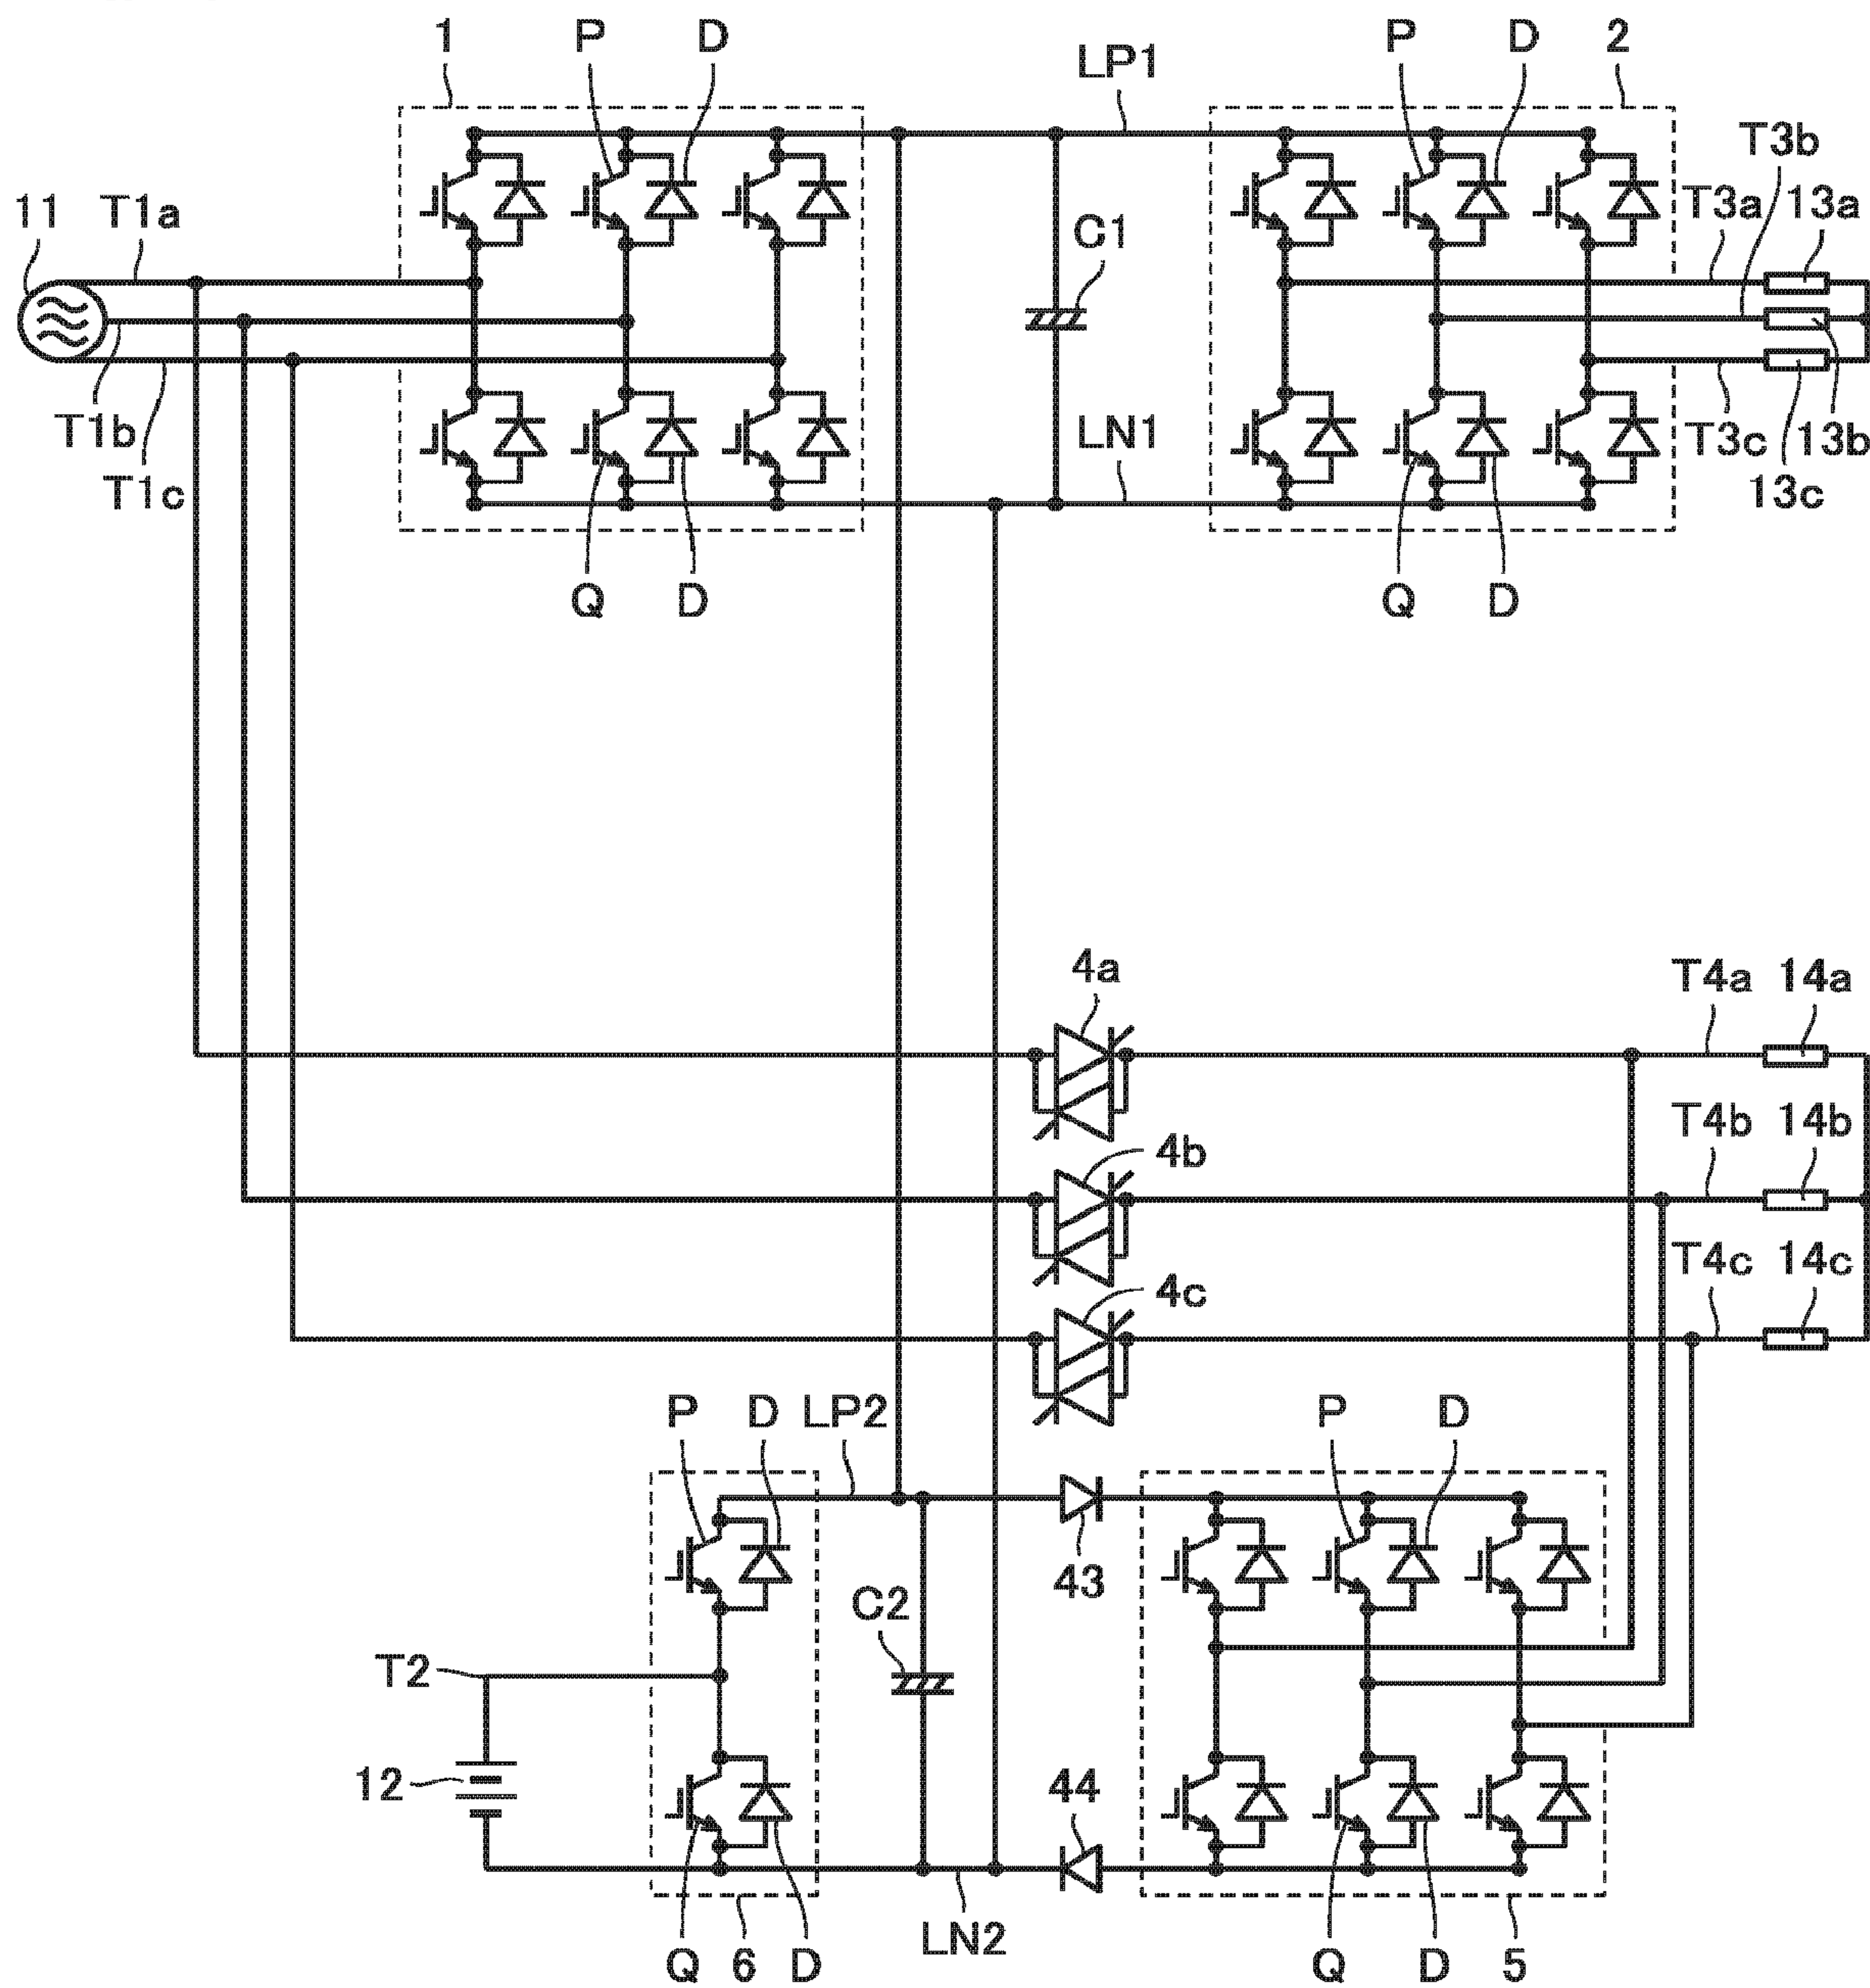 1 P D LP1 P D 2
T3b
11 T1a T3a 13a
C1
T1b LN1 T3c 13b
T1c 13c
Q D Q D
4a T4a 14a
4b T4b 14b
4c T4c 14c
P D LP2 P D
43
C2
T2
12 44
Q 6 D LN2 Q D 5